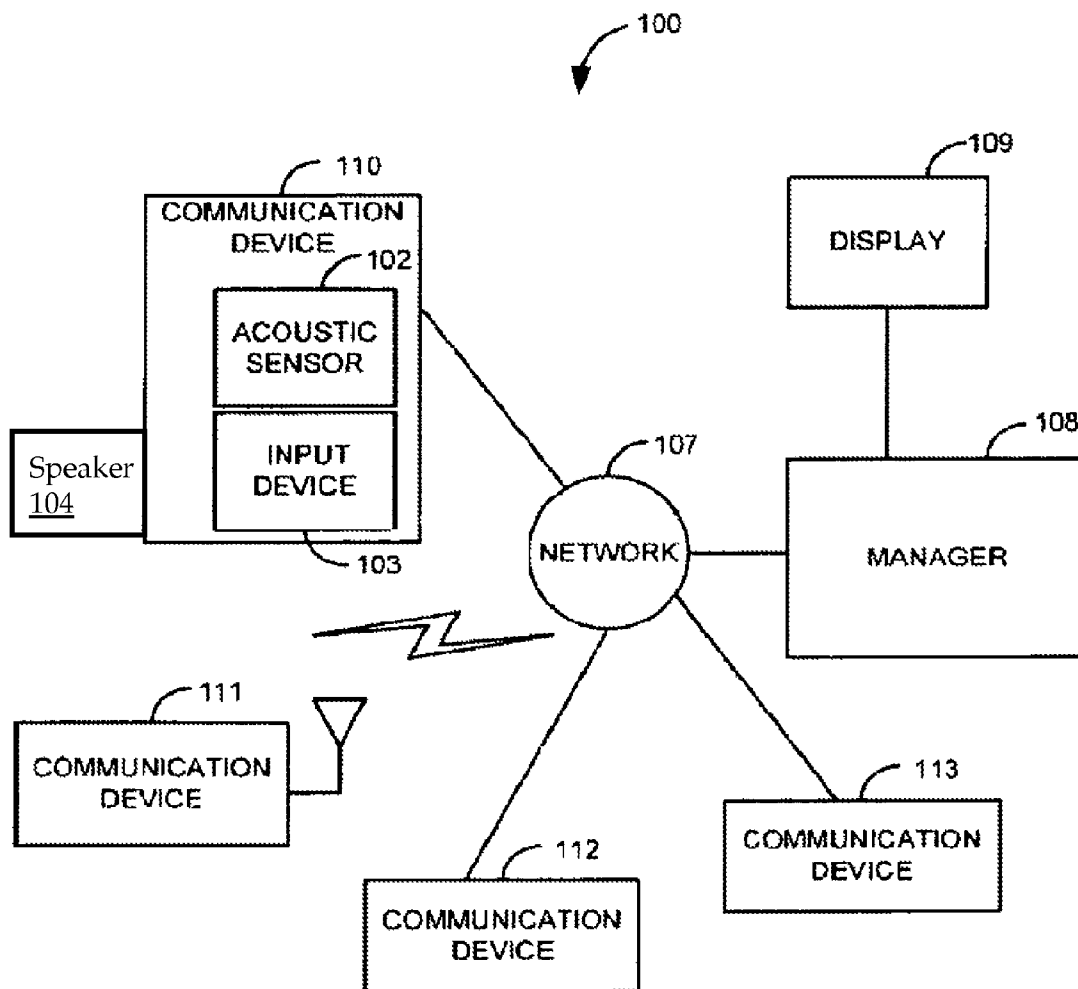 100
110
COMMUNICATION
DEVICE
102
ACOUSTIC
SENSOR
INPUT
DEVICE
103
Speaker
104
109
DISPLAY
107
NETWORK
108
MANAGER
111
COMMUNICATION
DEVICE
112
COMMUNICATION
DEVICE
113
COMMUNICATION
DEVICE